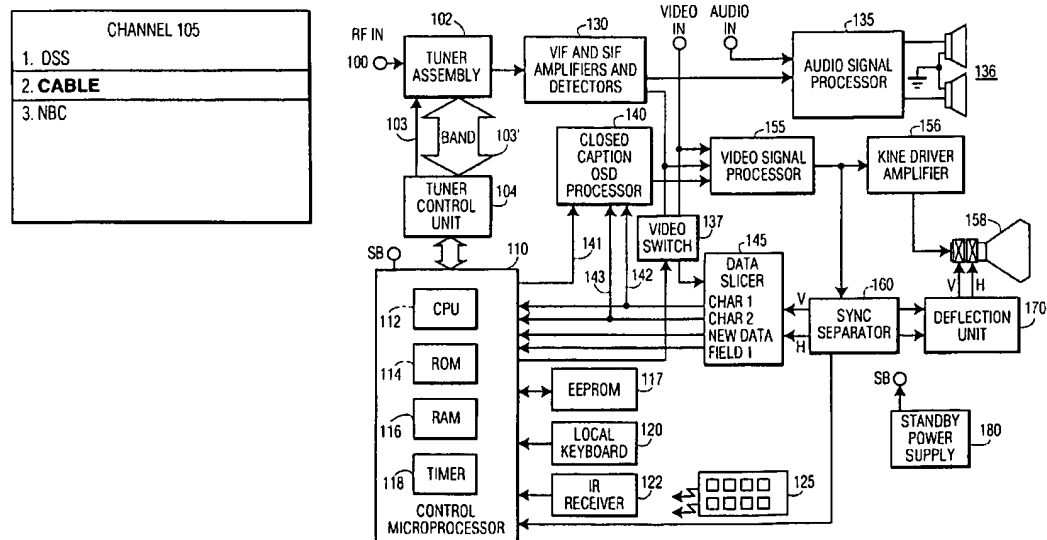 CHANNEL 105
1. DSS
2. CABLE
3. NBC
RF IN
100
102
TUNER
ASSEMBLY
103
BAND
103'
TUNER
CONTROL
UNIT
104
130
VIF AND SIF
AMPLIFIERS AND
DETECTORS
VIDEO
IN
AUDIO
IN
135
AUDIO SIGNAL
PROCESSOR
136
140
CLOSED
CAPTION
OSD
PROCESSOR
155
VIDEO SIGNAL
PROCESSOR
156
KINE DRIVER
AMPLIFIER
158
V
H
137
VIDEO
SWITCH
141
143
142
145
DATA
SLICER
CHAR 1
CHAR 2
NEW DATA
FIELD 1
V
H
160
SYNC
SEPARATOR
DEFLECTION
UNIT
170
SB
110
112
CPU
114
ROM
116
RAM
118
TIMER
CONTROL
MICROPROCESSOR
EEPROM
117
LOCAL
KEYBOARD
120
IR
RECEIVER
122
125
SB
STANDBY
POWER
SUPPLY
180